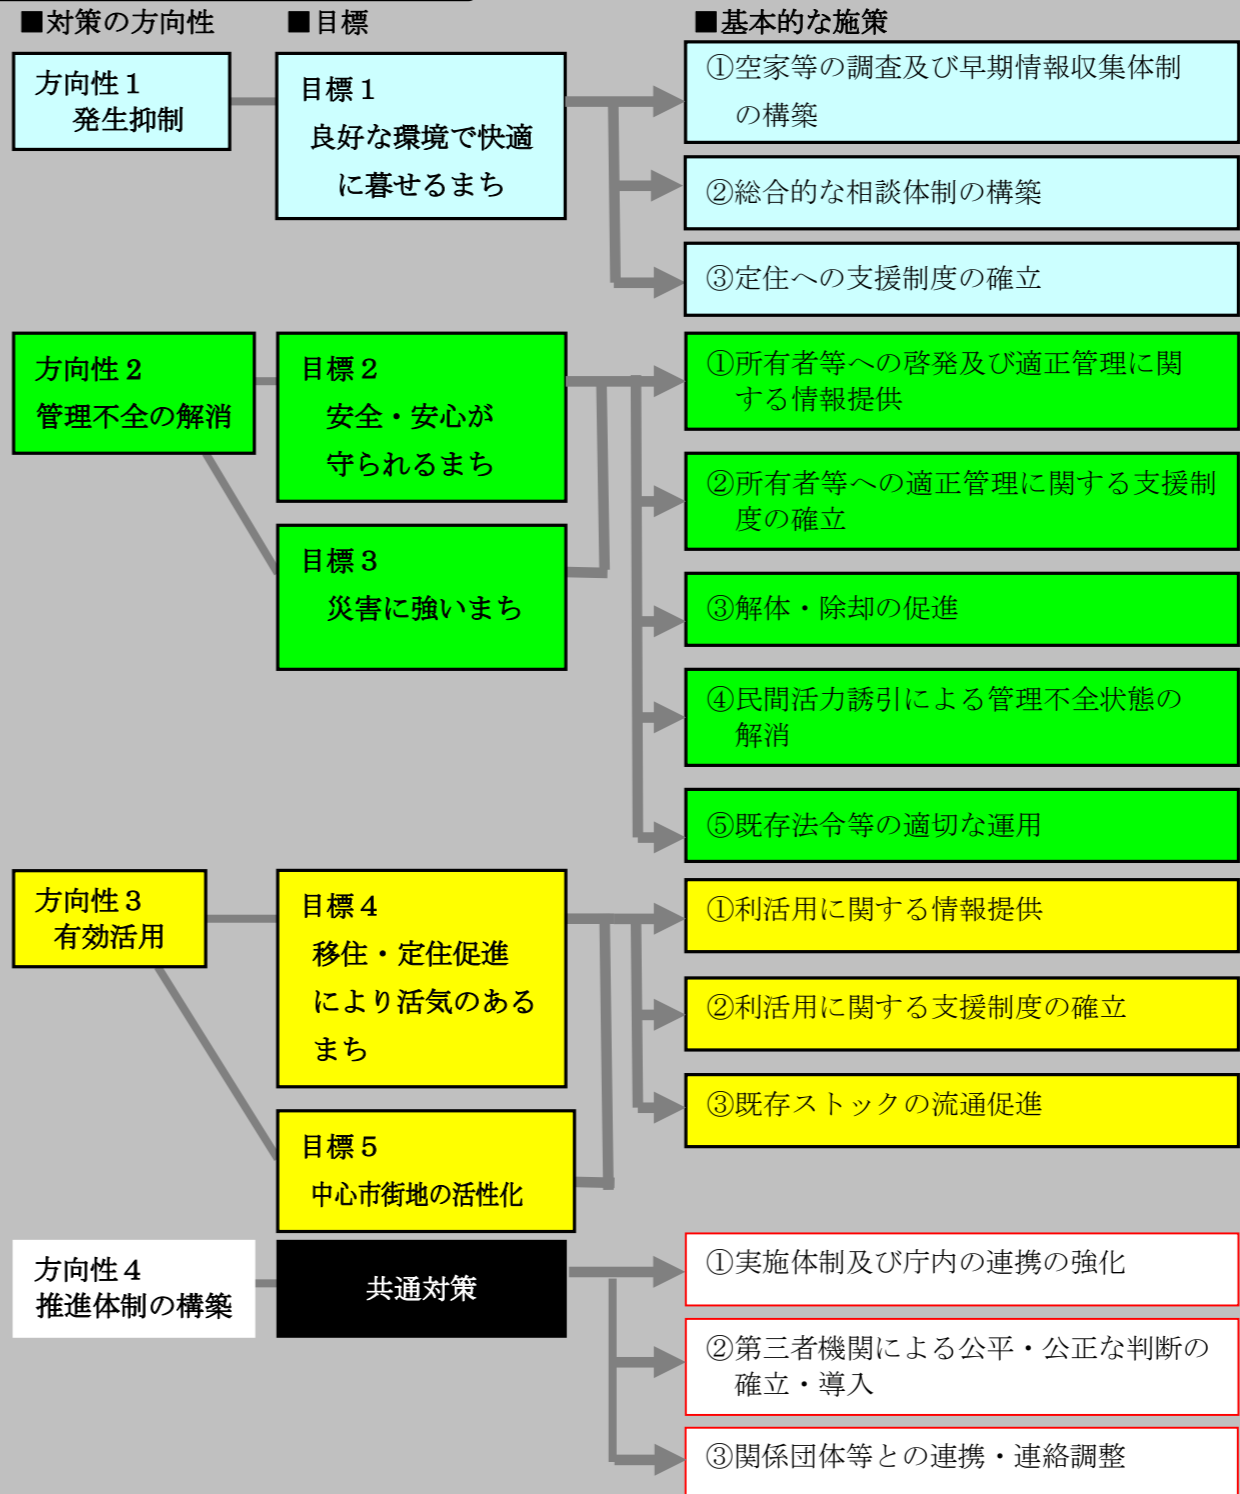 ■対策の方向性
■目標
■基本的な施策
方向性１
発生抑制
目標１
良好な環境で快適
に暮せるまち
①空家等の調査及び早期情報収集体制
の構築
②総合的な相談体制の構築
③定住への支援制度の確立
方向性２
管理不全の解消
目標２
安全・安心が
守られるまち
目標３
災害に強いまち
①所有者等への啓発及び適正管理に関
する情報提供
②所有者等への適正管理に関する支援制
度の確立
③解体・除却の促進
④民間活力誘引による管理不全状態の
解消
⑤既存法令等の適切な運用
方向性３
有効活用
目標４
移住・定住促進
により活気のある
まち
目標５
中心市街地の活性化
①利活用に関する情報提供
②利活用に関する支援制度の確立
③既存ストックの流通促進
方向性４
推進体制の構築
共通対策
①実施体制及び庁内の連携の強化
②第三者機関による公平・公正な判断の
確立・導入
③関係団体等との連携・連絡調整